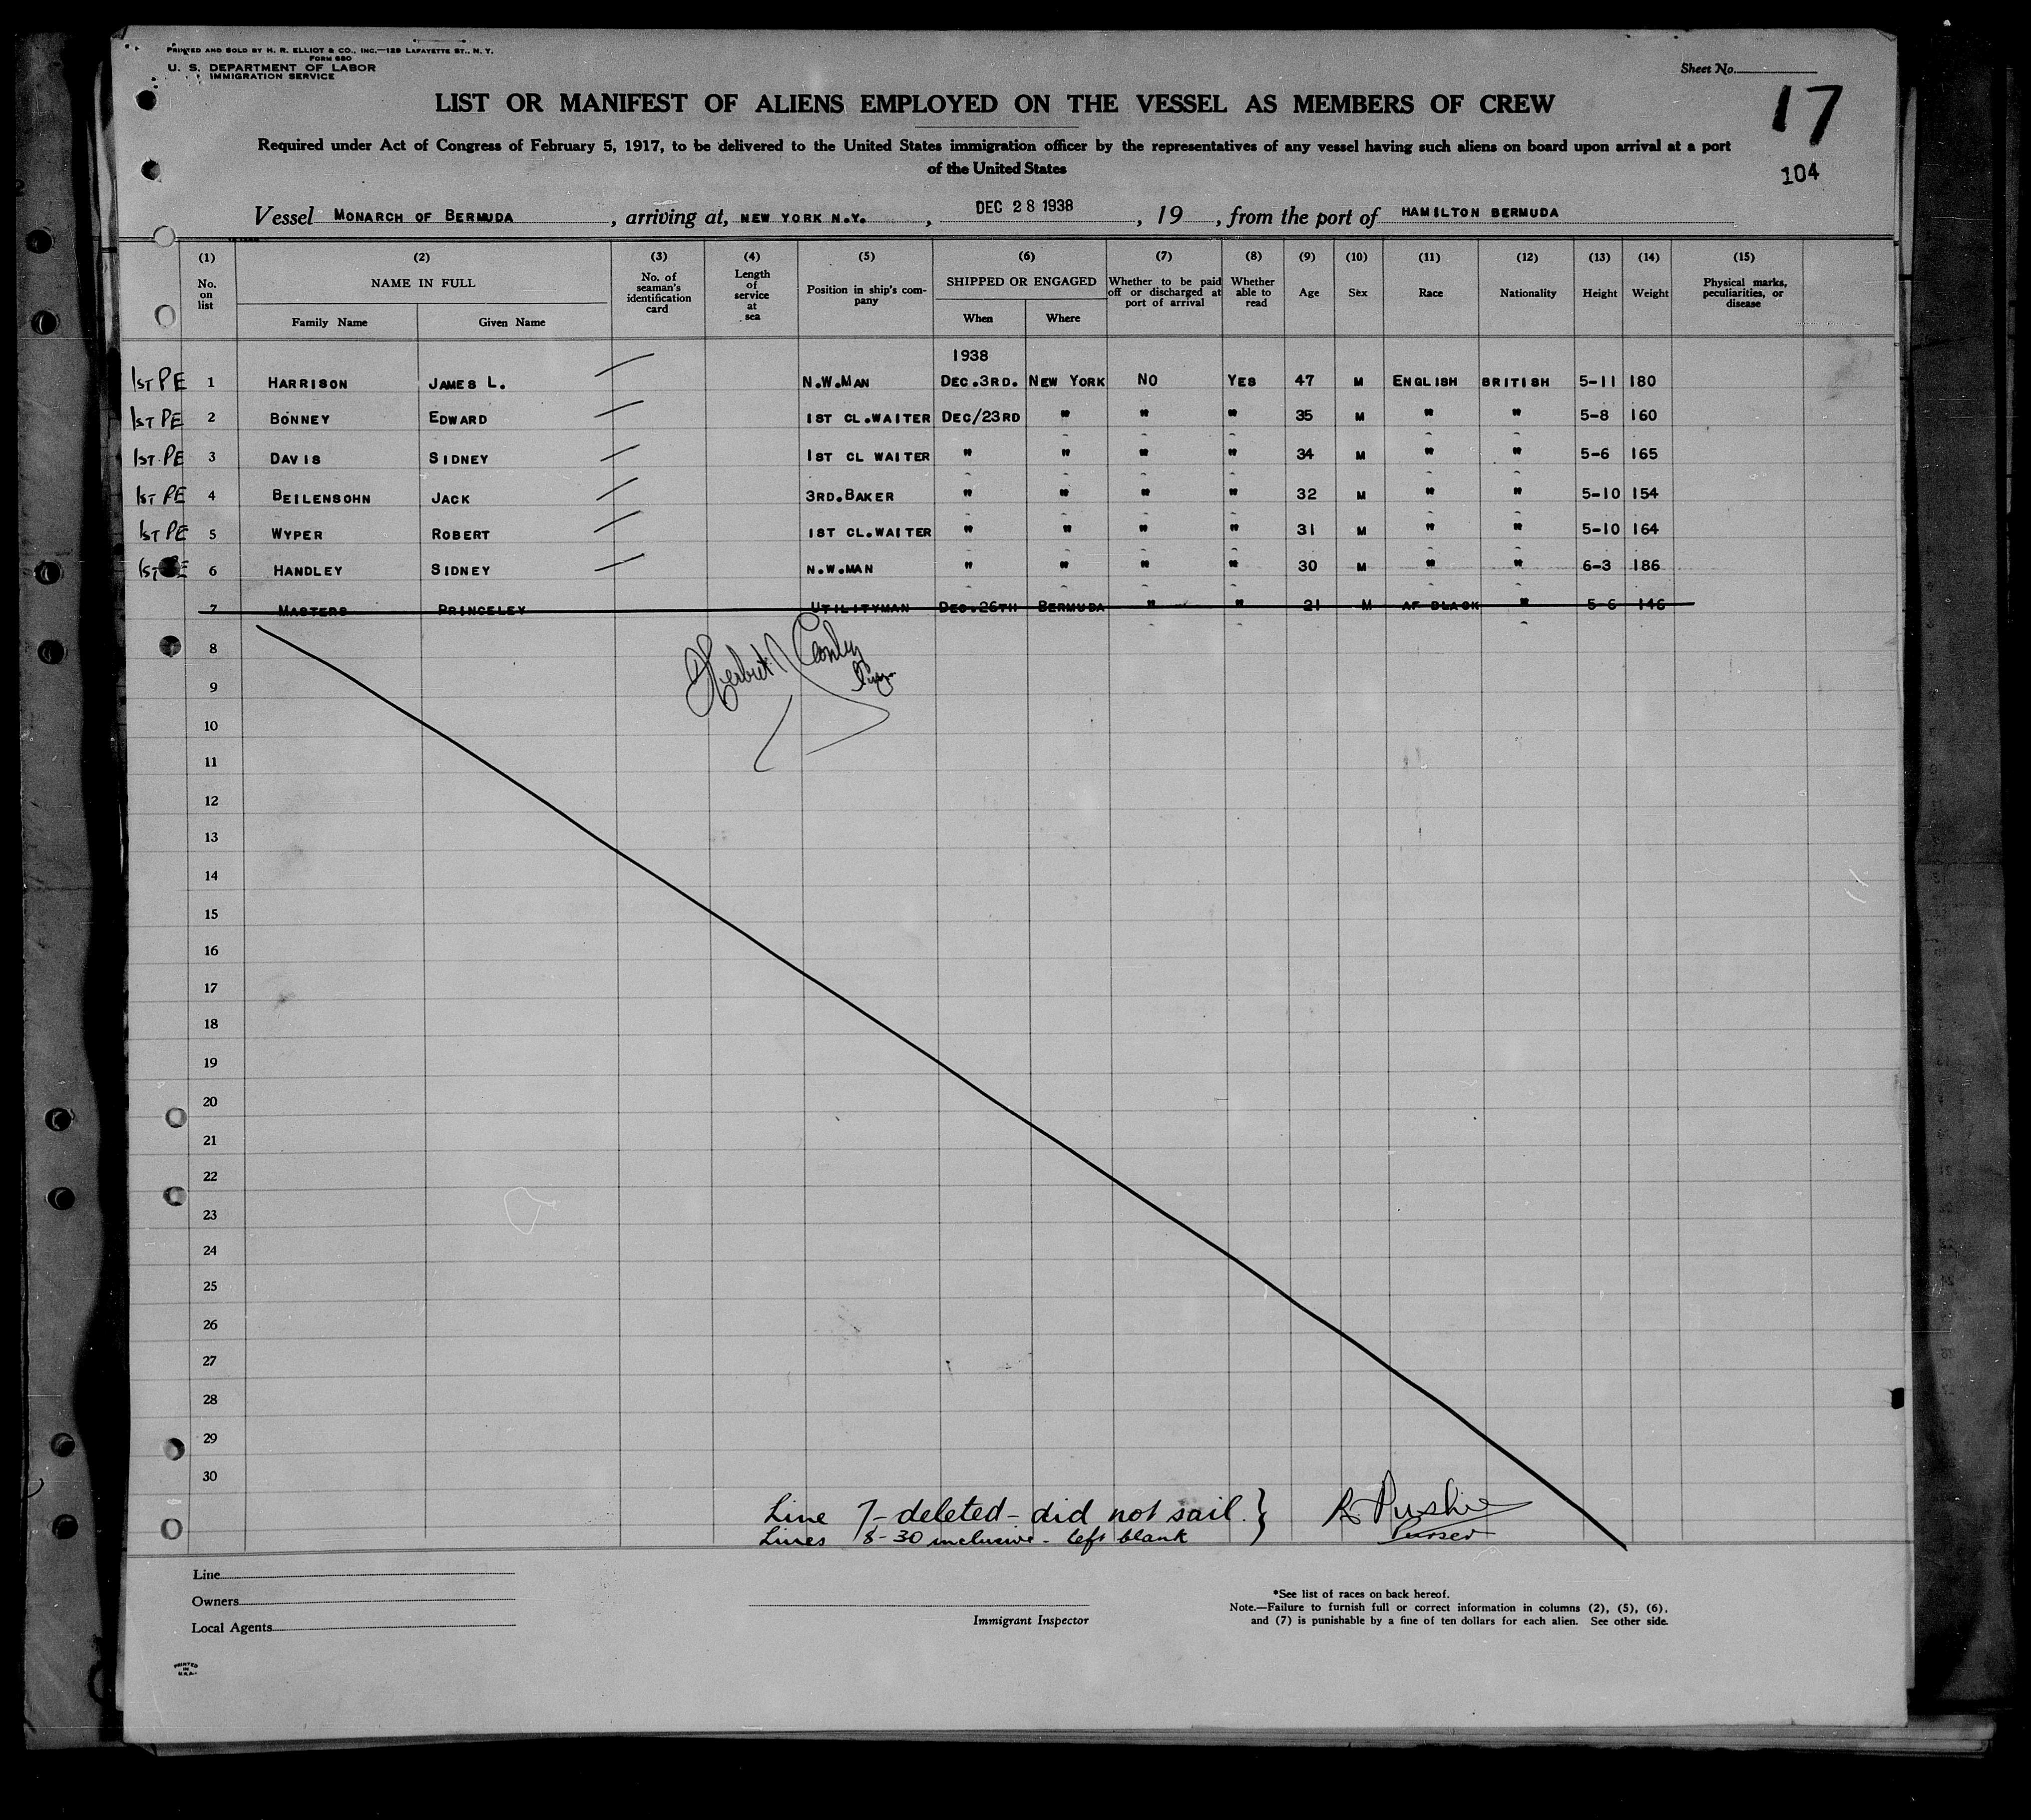 PRINTED AND SOLD BY H. R. ELLIOT & CO., INC.—129 LAFAYETTE ST., N. Y.
FORM 680
U. S. DEPARTMENT OF LABOR
IMMIGRATION SERVICE
Sheet No.
17
104
LIST OR MANIFEST OF ALIENS EMPLOYED ON THE VESSEL AS MEMBERS OF CREW
Required under Act of Congress of February 5, 1917, to be delivered to the United States immigration officer by the representatives of any vessel having such aliens on board upon arrival at a port
of the United States
Vessel MONARCH OF BERMUDA, arriving at, NEW YORK N.Y., DEC 28 1938, 19, from the port of HAMILTON BERMUDA
(1) (2) (3) (4) (5) (6) (7) (8) (9) (10) (11) (12) (13) (14) (15)
No. on list NAME IN FULL Family Name Given Name No. of seaman's identification card Length of service at sea Position in ship's company SHIPPED OR ENGAGED When Where Whether to be paid off or discharged at port of arrival Whether able to read Age Sex Race Nationality Height Weight Physical marks, peculiarities, or disease
1938
1ST PE 1 HARRISON JAMES L. N.W.MAN DEC.3RD. NEW YORK NO YES 47 M ENGLISH BRITISH 5-11 180
1ST PE 2 BONNEY EDWARD 1ST CL.WAITER DEC/23RD " " " 35 M " " 5-8 160
1ST PE 3 DAVIS SIDNEY 1ST CL WAITER " " " " 34 M " " 5-6 165
1ST PE 4 BEILENSOHN JACK 3RD.BAKER " " " " 32 M " " 5-10 154
1ST PE 5 WYPER ROBERT 1ST CL.WAITER " " " " 31 M " " 5-10 164
1ST PE 6 HANDLEY SIDNEY N.W.MAN " " " " 30 M " " 6-3 186
7 MASTERS PRINCELEY UTILITYMAN DEC.26TH BERMUDA " " 21 M AF BLACK " 5-6 146
8
9
10
11
12
13
14
15
16
17
18
19
20
21
22
23
24
25
26
27
28
29
30
Line 7 - deleted - did not sail. }
Lines 8-30 inclusive - left blank
Purser
Line
Owners
Local Agents
Immigrant Inspector
*See list of races on back hereof.
Note.—Failure to furnish full or correct information in columns (2), (5), (6),
and (7) is punishable by a fine of ten dollars for each alien. See other side.
PRINTED
IN
U.S.A.